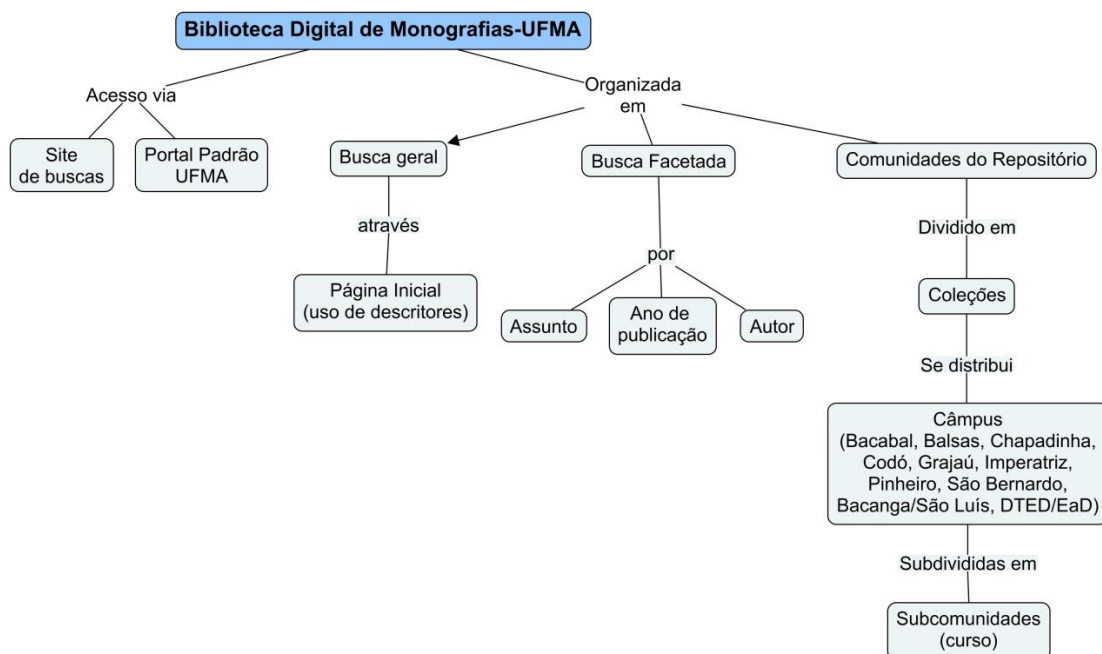 Biblioteca Digital de Monografias-UFMA
Acesso via
Organizada
em
Site
de buscas
Portal Padrão
UFMA
Busca geral
Busca Facetada
Comunidades do Repositório
através
Dividido em
por
Página Inicial
(uso de descritores)
Coleções
Assunto
Ano de
publicação
Autor
Se distribui
Câmpus
(Bacabal, Balsas, Chapadinha,
Codó, Grajaú, Imperatriz,
Pinheiro, São Bernardo,
Bacanga/São Luís, DTED/EaD)
Subdivididas em
Subcomunidades
(curso)